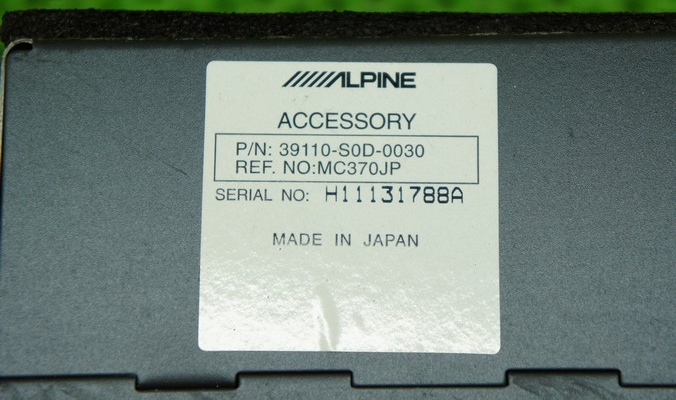 ALPINE
ACCESSORY
P/N: 39110-S0D-0030
REF. NO:MC370JP
SERIAL NO: H11131788A
MADE IN JAPAN